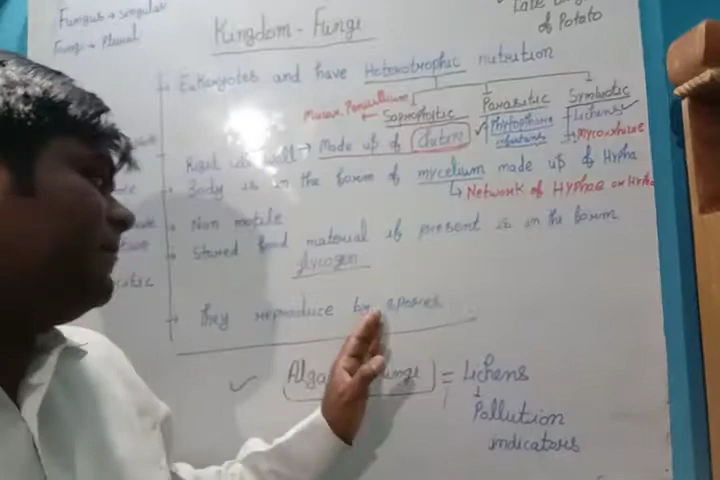 Fungus → singular
Fungi → Plural
Late
of Potato
Kingdom - Fungi
Eukaryotes and have Heterotrophic nutrition
Mucor, Penicillium ← Saprophytic
Parasitic
Symbiotic
Phytophthora
infestans
Lichens ✓
Mycorrhizae
Rigid cell wall → Made up of Chitin
Body is in the form of mycelium made up of Hypha
↳ Network of Hyphae or Hypha
Non motile
Stored food material if present is in the form
glycogen
They reproduce by spores
✓ Algae Fungi = Lichens
↓
Pollution
indicators